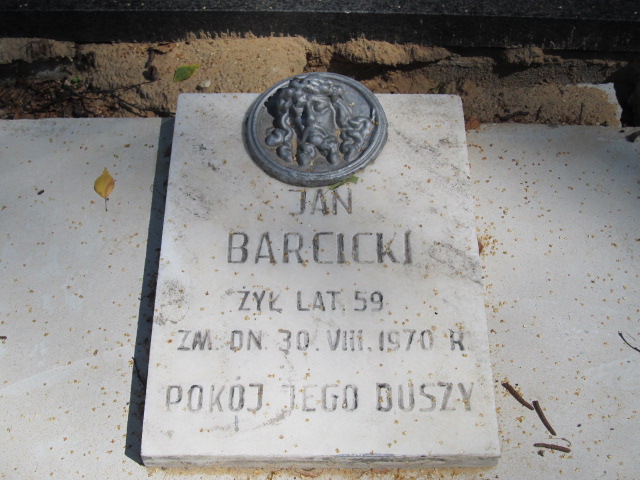 JAN
BARCICKI
ŻYŁ LAT. 59.
ZM. DN. 30. VIII. 1970 R
POKÓJ JEGO DUSZY